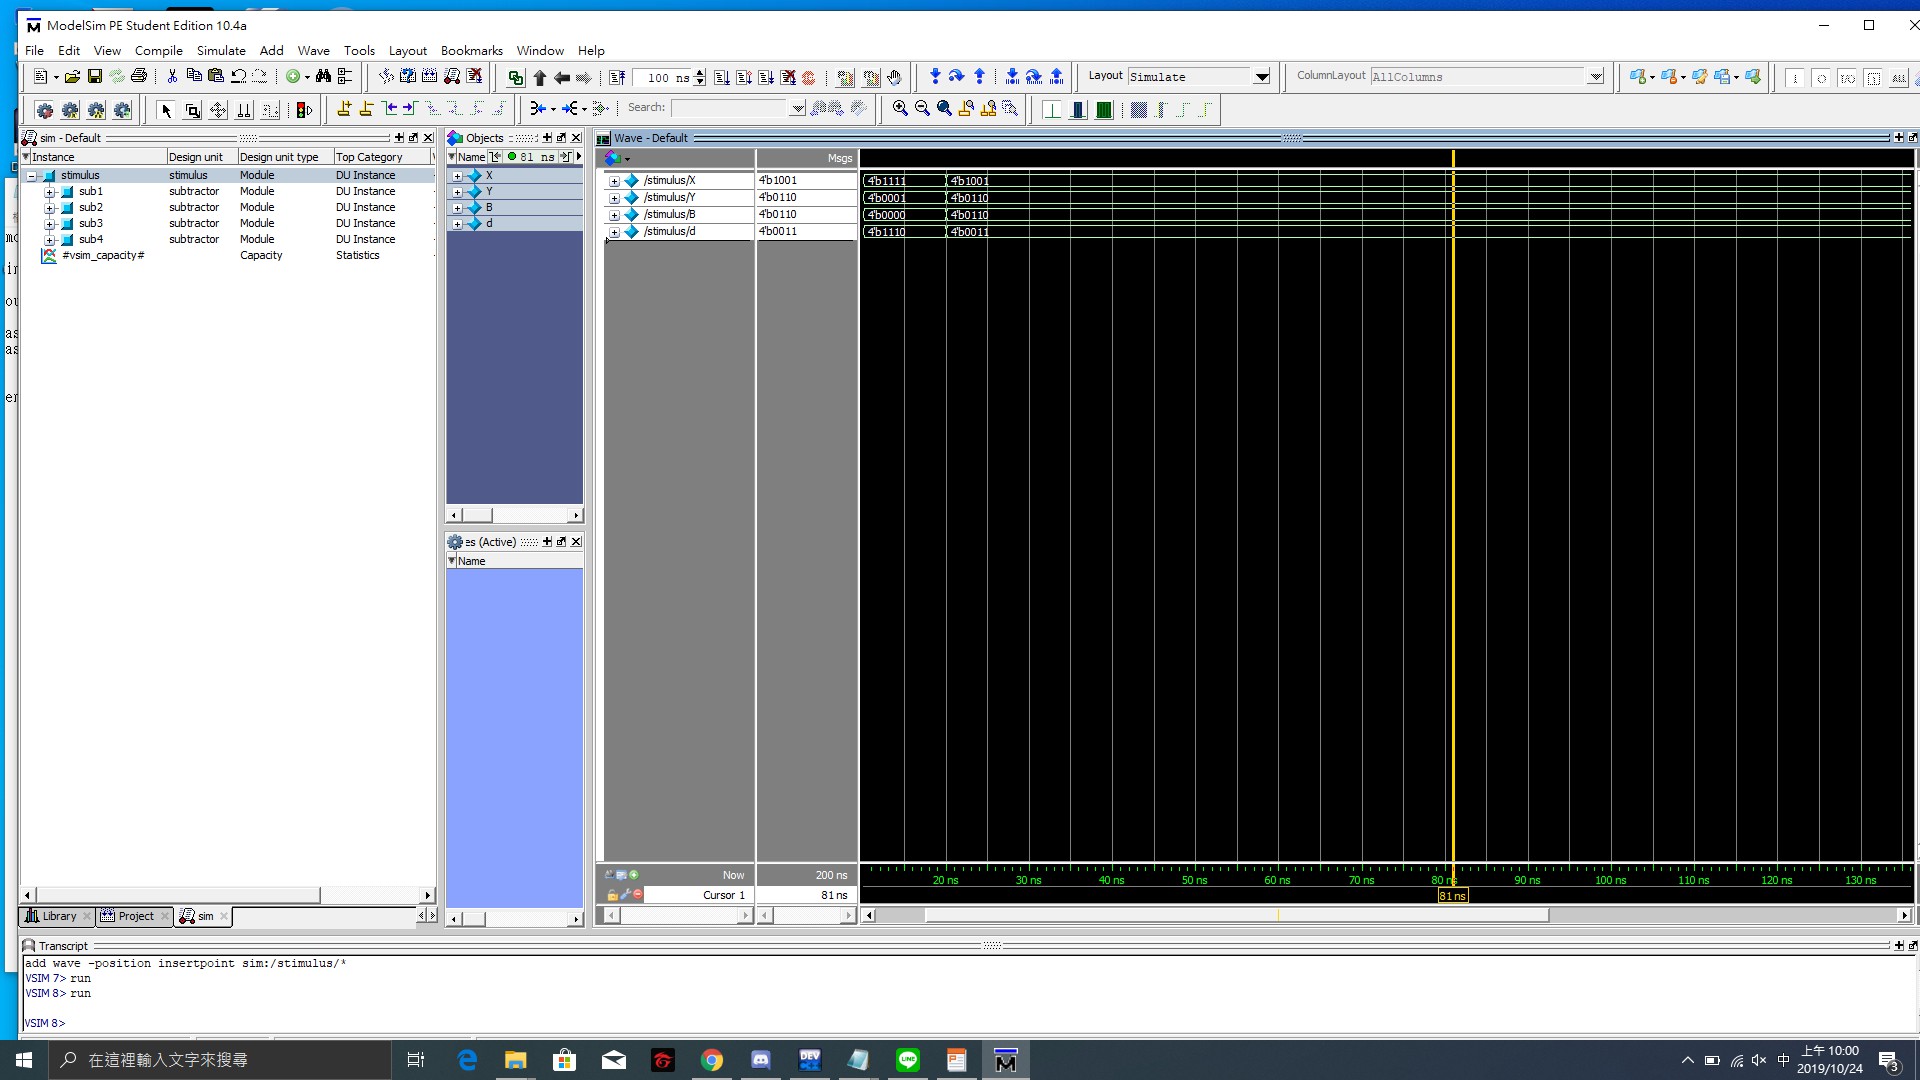 ModelSim PE Student Edition 10.4a
File Edit View Compile Simulate Add Wave Tools Layout Bookmarks Window Help
100 ns
Layout Simulate
ColumnLayout AllColumns
Search:
sim - Default
Instance Design unit Design unit type Top Category
stimulus stimulus Module DU Instance
sub1 subtractor Module DU Instance
sub2 subtractor Module DU Instance
sub3 subtractor Module DU Instance
sub4 subtractor Module DU Instance
#vsim_capacity# Capacity Statistics
Library Project sim
Objects
Name 81 ns
X
Y
B
d
es (Active)
Name
Wave - Default
Msgs
/stimulus/X 4'b1001 4'b1111 4'b1001
/stimulus/Y 4'b0110 4'b0001 4'b0110
/stimulus/B 4'b0110 4'b0000 4'b0110
/stimulus/d 4'b0011 4'b1110 4'b0011
Now 200 ns
20 ns 30 ns 40 ns 50 ns 60 ns 70 ns 80 ns 90 ns 100 ns 110 ns 120 ns 130 ns
Cursor 1 81 ns
81 ns
Transcript
add wave -position insertpoint sim:/stimulus/*
VSIM 7> run
VSIM 8> run
VSIM 8>
在這裡輸入文字來搜尋
DEV
LINE
中
上午 10:00
2019/10/24
3